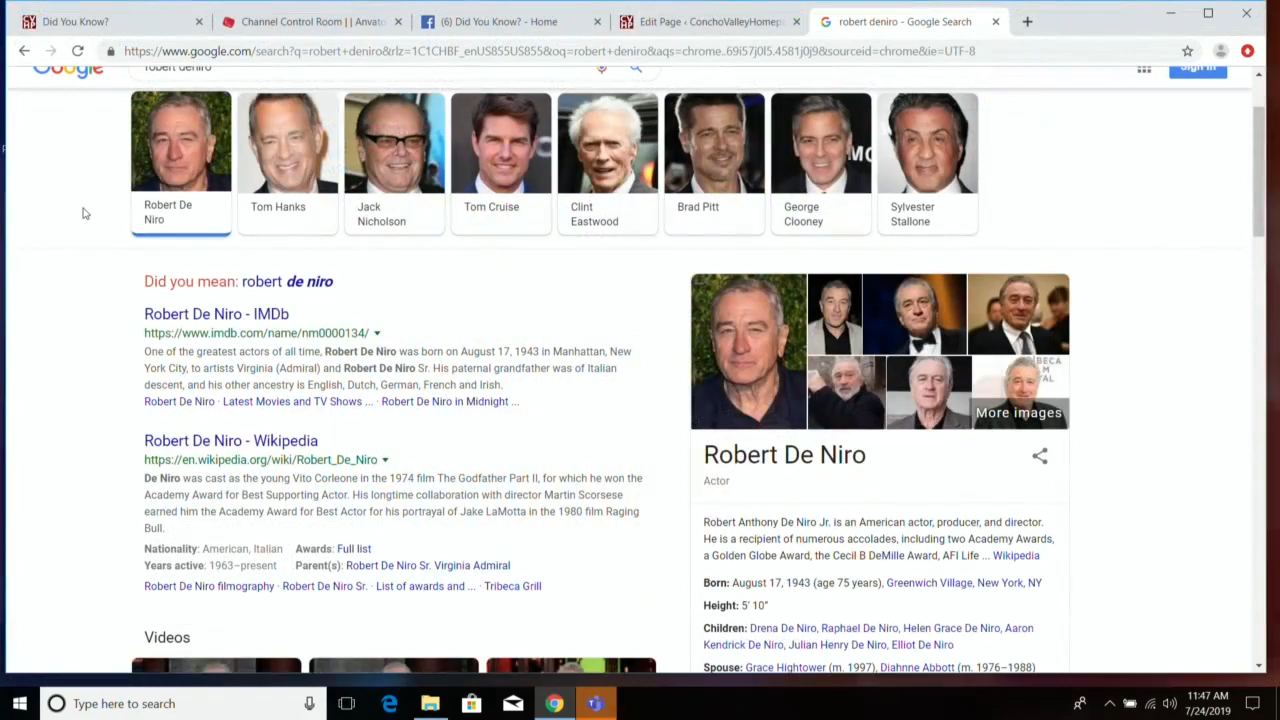 Did You Know?
Channel Control Room | | Anvato
(6) Did You Know? - Home
Edit Page ‹ ConchoValleyHomep
robert deniro - Google Search
https://www.google.com/search?q=robert+deniro&rlz=1C1CHBF_enUS855US855&oq=robert+deniro&aqs=chrome..69i57j0l5.4581j0j9&sourceid=chrome&ie=UTF-8
Google
robert deniro
Sign in
Robert De Niro
Tom Hanks
Jack Nicholson
Tom Cruise
Clint Eastwood
Brad Pitt
George Clooney
Sylvester Stallone
Did you mean: robert de niro
Robert De Niro - IMDb
https://www.imdb.com/name/nm0000134/
One of the greatest actors of all time, Robert De Niro was born on August 17, 1943 in Manhattan, New
York City, to artists Virginia (Admiral) and Robert De Niro Sr. His paternal grandfather was of Italian
descent, and his other ancestry is English, Dutch, German, French and Irish.
Robert De Niro · Latest Movies and TV Shows ... · Robert De Niro in Midnight ...
Robert De Niro - Wikipedia
https://en.wikipedia.org/wiki/Robert_De_Niro
De Niro was cast as the young Vito Corleone in the 1974 film The Godfather Part II, for which he won the
Academy Award for Best Supporting Actor. His longtime collaboration with director Martin Scorsese
earned him the Academy Award for Best Actor for his portrayal of Jake LaMotta in the 1980 film Raging
Bull.
Nationality: American, Italian Awards: Full list
Years active: 1963–present Parent(s): Robert De Niro Sr. Virginia Admiral
Robert De Niro filmography · Robert De Niro Sr. · List of awards and ... · Tribeca Grill
Videos
More images
Robert De Niro
Actor
Robert Anthony De Niro Jr. is an American actor, producer, and director.
He is a recipient of numerous accolades, including two Academy Awards,
a Golden Globe Award, the Cecil B DeMille Award, AFI Life ... Wikipedia
Born: August 17, 1943 (age 75 years), Greenwich Village, New York, NY
Height: 5′ 10″
Children: Drena De Niro, Raphael De Niro, Helen Grace De Niro, Aaron
Kendrick De Niro, Julian Henry De Niro, Elliot De Niro
Spouse: Grace Hightower (m. 1997), Diahnne Abbott (m. 1976–1988)
Type here to search
11:47 AM
7/24/2019